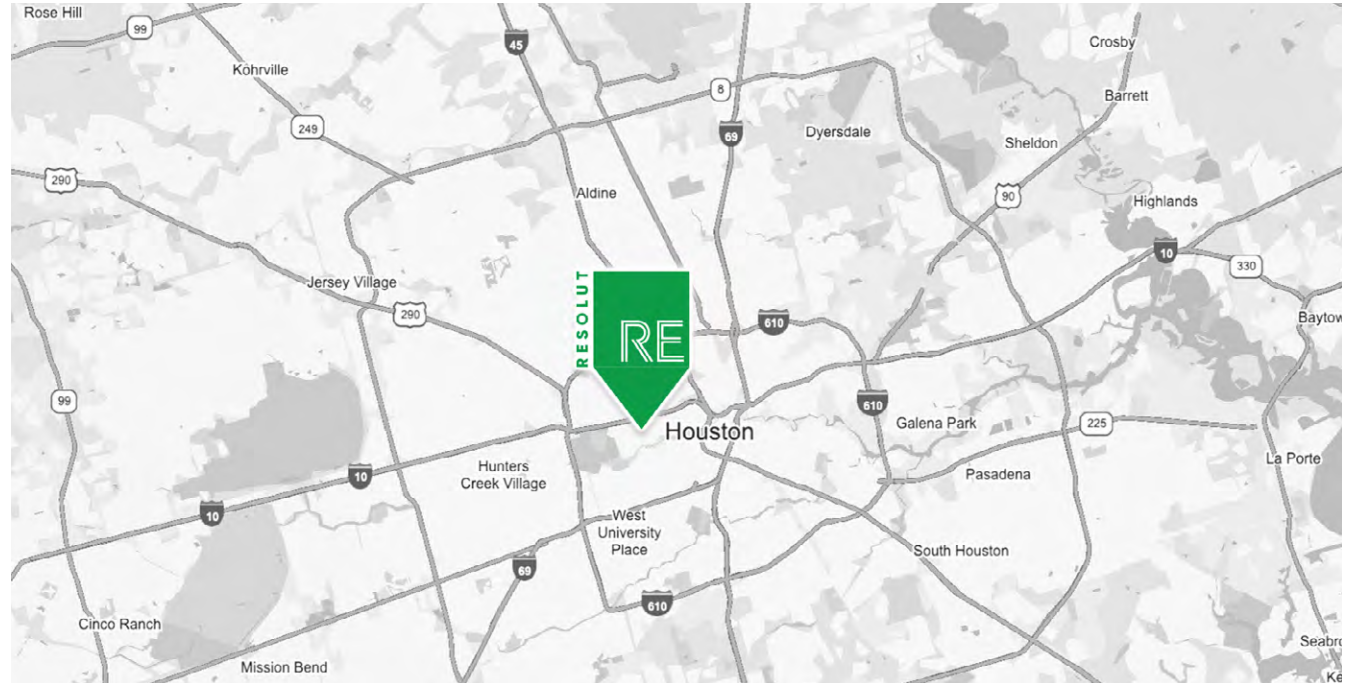 Rose Hill
99
45
Crosby
Kohrville
8
Barrett
249
69
Dyersdale
Sheldon
290
Aldine
90
Highlands
10
330
Jersey Village
RESOLUT
RE
290
610
Baytow
99
610
Galena Park
225
Houston
La Porte
Hunters
Creek Village
10
Pasadena
10
West
University
Place
South Houston
69
610
Cinco Ranch
Seabro
Mission Bend
Ke